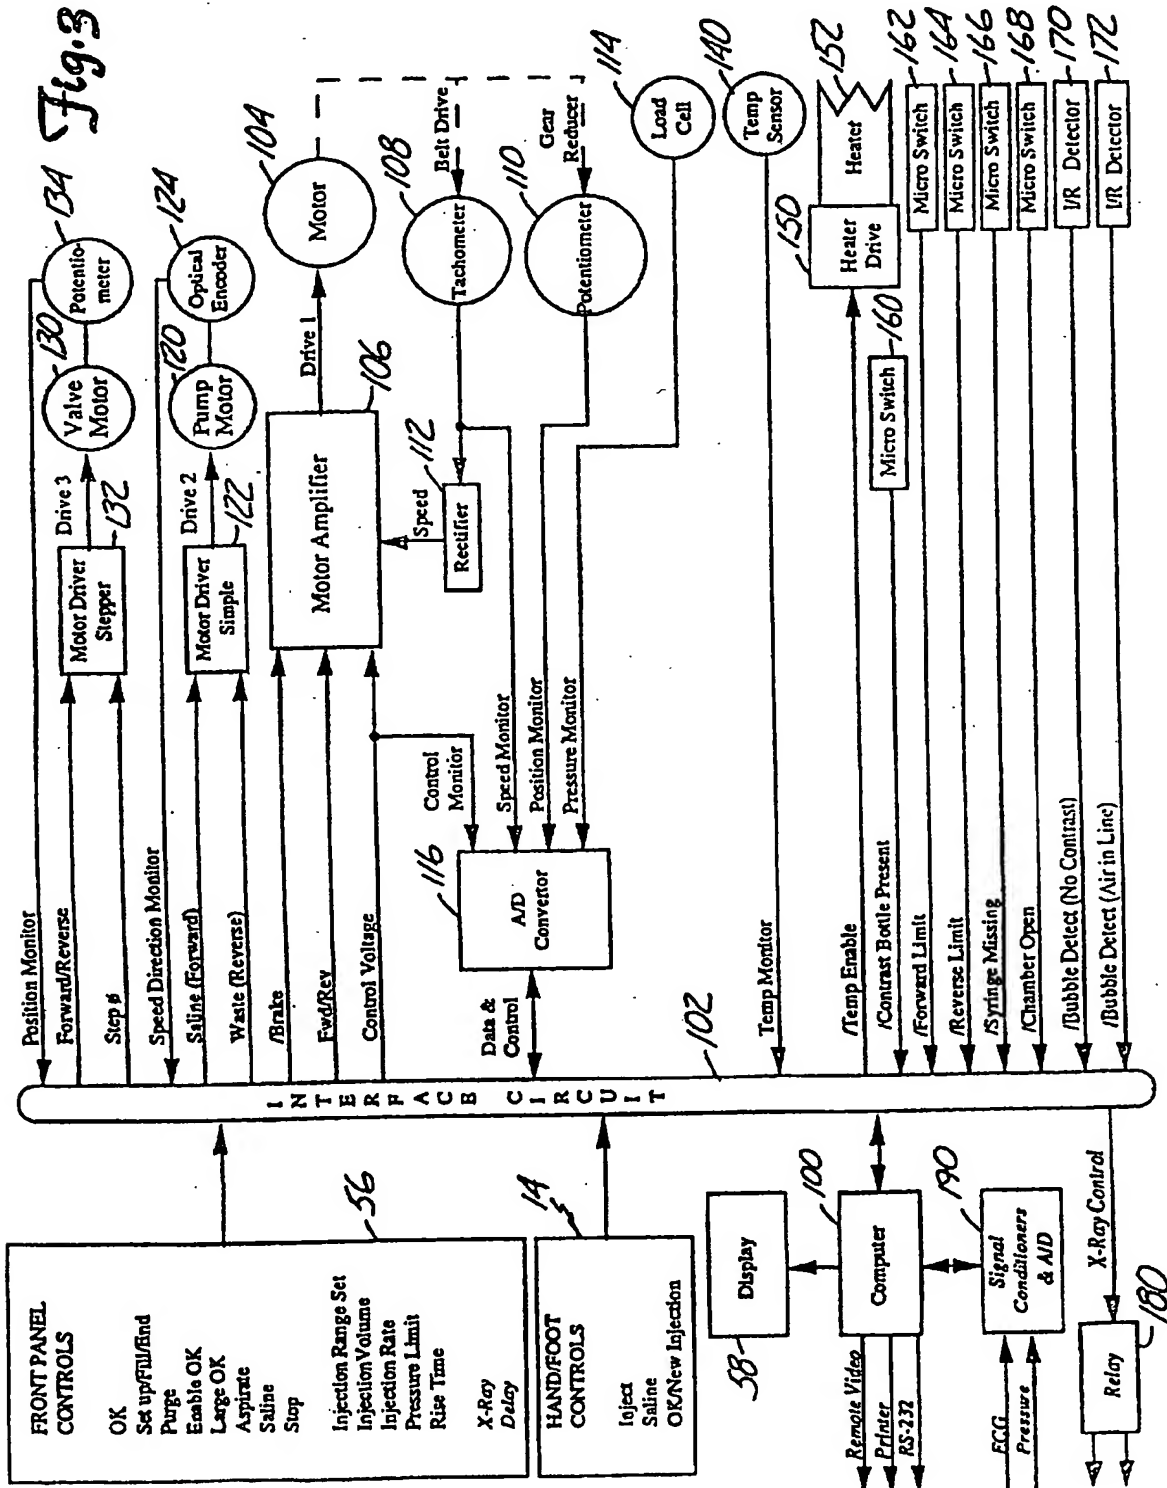 Fig.3
FRONT PANEL
CONTROLS
OK
Set up/Fill/End
Purge
Enable OK
Large OK
Aspirate
Saline
Stop
Injection Range Set
Injection Volume
Injection Rate
Pressure Limit
Rise Time
X-Ray
Delay
56
HAND/FOOT
CONTROLS
Inject
Saline
OK/New Injection
14
Display
58
Computer
100
Remote Video
Printer
RS-232
Signal
Conditioners
& A/D
190
ECG
Pressure
X-Ray Control
Relay
180
INTERFACE CIRCUIT
102
Position Monitor
Forward/Reverse
Step ø
Speed Direction Monitor
Saline (Forward)
Waste (Reverse)
/Brake
Fwd/Rev
Control Voltage
Data &
Control
Temp Monitor
/Temp Enable
/Contrast Bottle Present
/Forward Limit
/Reverse Limit
/Syringe Missing
/Chamber Open
/Bubble Detect (No Contrast)
/Bubble Detect (Air in Line)
A/D
Convertor
116
Control
Monitor
Speed Monitor
Position Monitor
Pressure Monitor
Motor Driver
Stepper
132
Drive 3
Valve
Motor
130
Potentio-
meter
134
Motor Driver
Simple
122
Drive 2
Pump
Motor
120
Optical
Encoder
124
Motor Amplifier
106
Drive 1
Motor
104
Speed
Rectifier
112
Belt Drive
Tachometer
108
Gear
Reducer
Potentiometer
110
Load
Cell
114
Temp
Sensor
140
Heater
Drive
150
Heater
152
Micro Switch
160
Micro Switch
162
Micro Switch
164
Micro Switch
166
Micro Switch
168
I/R Detector
170
I/R Detector
172